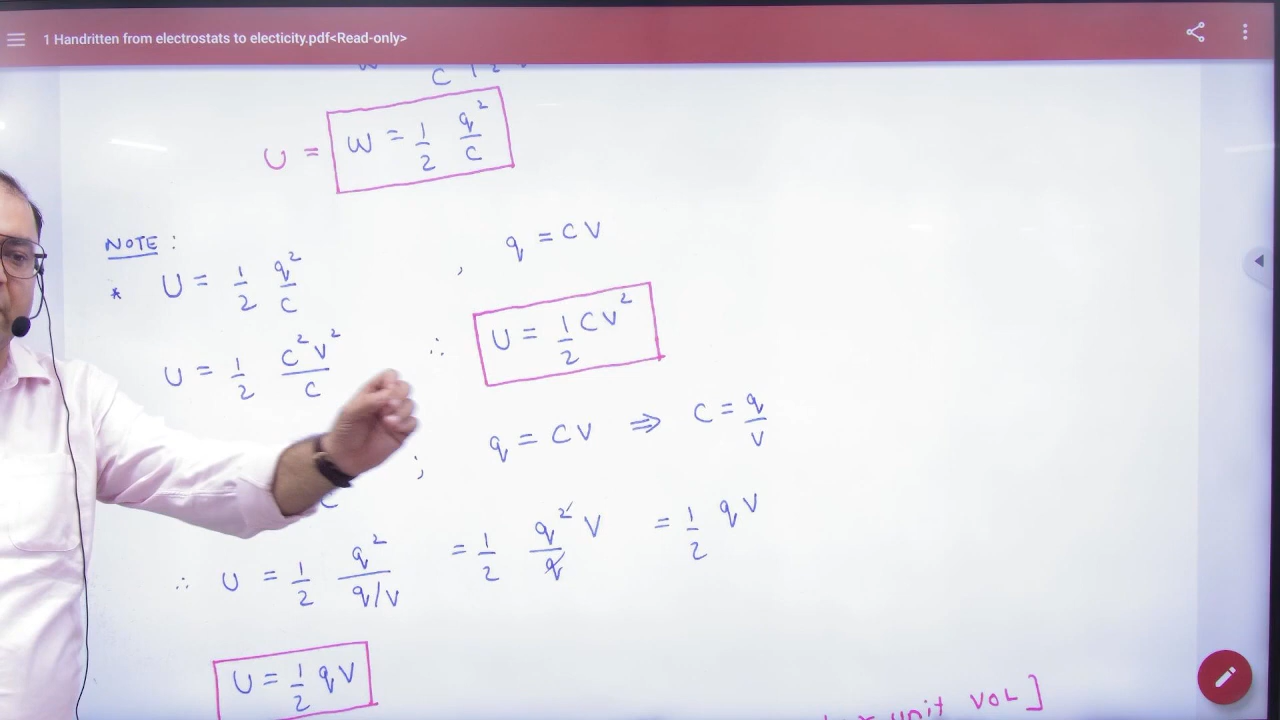 1 Handritten from electrostats to electicity.pdf<Read-only>
U = W = 1/2 q²/C
NOTE :
* U = 1/2 q²/C , q = CV
U = 1/2 C²V²/C ∴ U = 1/2 CV²
; q = CV ⇒ C = q/V
∴ U = 1/2 q²/q/V = 1/2 q²V/q = 1/2 qV
U = 1/2 qV
unit VOL]